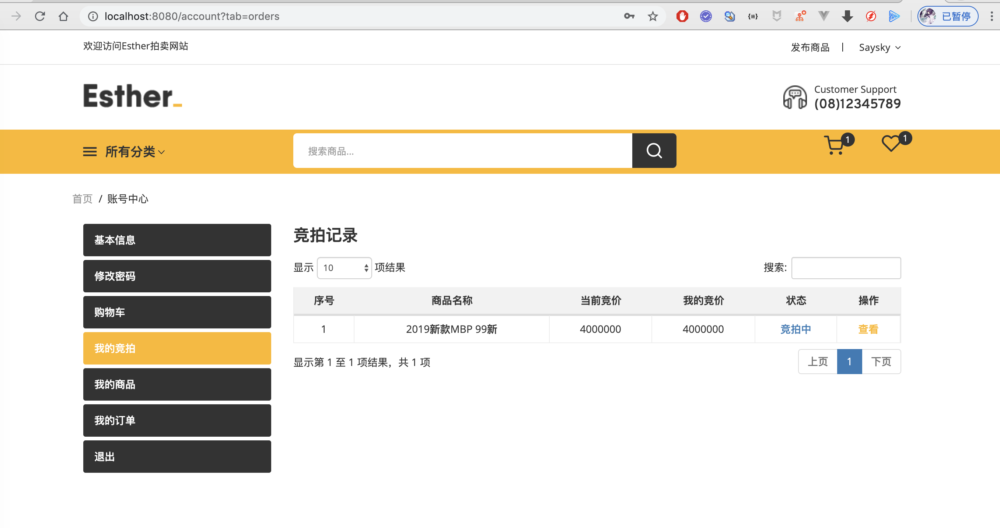 localhost:8080/account?tab=orders
已暂停
欢迎访问Esther拍卖网站
发布商品 | Saysky
Esther_
Customer Support
(08)12345789
所有分类
搜索商品...
1
1
首页 / 账号中心
基本信息
修改密码
购物车
我的竞拍
我的商品
我的订单
退出
竞拍记录
显示 10 项结果
搜索:
序号 商品名称 当前竞价 我的竞价 状态 操作
1 2019新款MBP 99新 4000000 4000000 竞拍中 查看
显示第 1 至 1 项结果，共 1 项
上页 1 下页